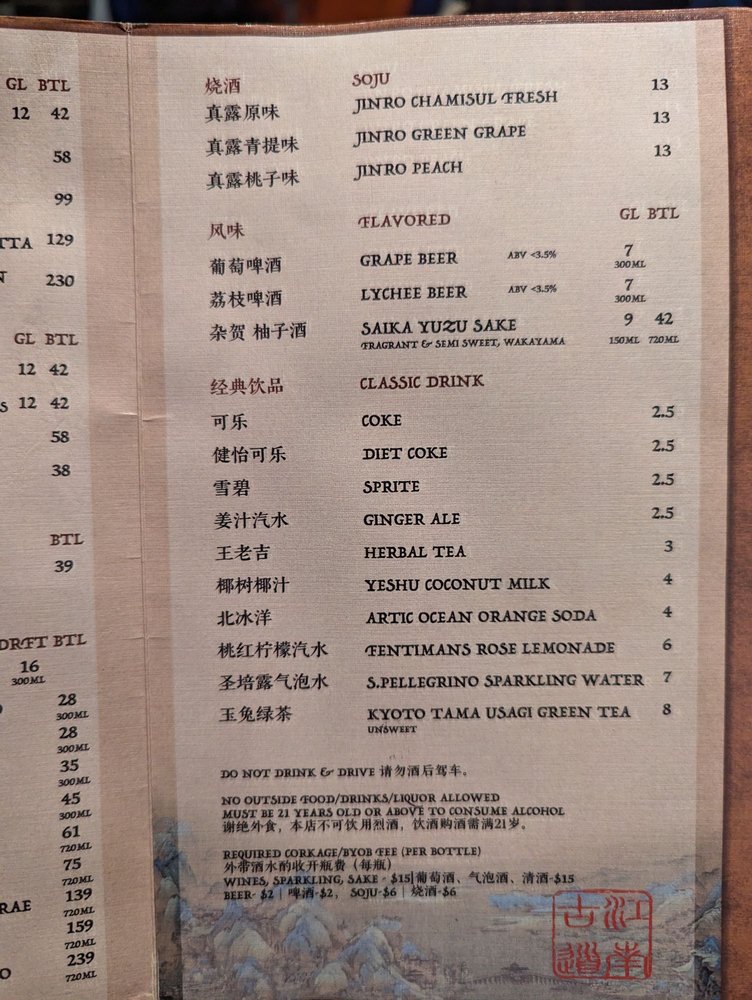 GL BTL
12 42
58
99
TTA 129
N 230
GL BTL
12 42
S 12 42
58
38
BTL
39
DRFT BTL
16
300ML
28
300ML
28
300ML
35
300ML
45
300ML
61
720ML
75
720ML
139
RAE 720ML
159
720ML
239
O 720ML
烧酒 SOJU
真露原味 JINRO CHAMISUL FRESH 13
真露青提味 JINRO GREEN GRAPE 13
真露桃子味 JINRO PEACH 13
风味 FLAVORED GL BTL
葡萄啤酒 GRAPE BEER ABV <3.5% 7
300ML
荔枝啤酒 LYCHEE BEER ABV <3.5% 7
300ML
杂贺 柚子酒 SAIKA YUZU SAKE 9 42
FRAGRANT & SEMI SWEET, WAKAYAMA 150ML 720ML
经典饮品 CLASSIC DRINK
可乐 COKE 2.5
健怡可乐 DIET COKE 2.5
雪碧 SPRITE 2.5
姜汁汽水 GINGER ALE 2.5
王老吉 HERBAL TEA 3
椰树椰汁 YESHU COCONUT MILK 4
北冰洋 ARTIC OCEAN ORANGE SODA 4
桃红柠檬汽水 FENTIMANS ROSE LEMONADE 6
圣培露气泡水 S.PELLEGRINO SPARKLING WATER 7
玉兔绿茶 KYOTO TAMA USAGI GREEN TEA 8
UNSWEET
DO NOT DRINK & DRIVE 请勿酒后驾车。
NO OUTSIDE FOOD/DRINKS/LIQUOR ALLOWED
MUST BE 21 YEARS OLD OR ABOVE TO CONSUME ALCOHOL
谢绝外食，本店不可饮用烈酒，饮酒购酒需满21岁。
REQUIRED CORKAGE/BYOB FEE (PER BOTTLE)
外带酒水酌收开瓶费（每瓶）
WINES, SPARKLING, SAKE - $15|葡萄酒、气泡酒、清酒-$15
BEER-$2 | 啤酒-$2， SOJU-$6 | 烧酒-$6
江南
古道